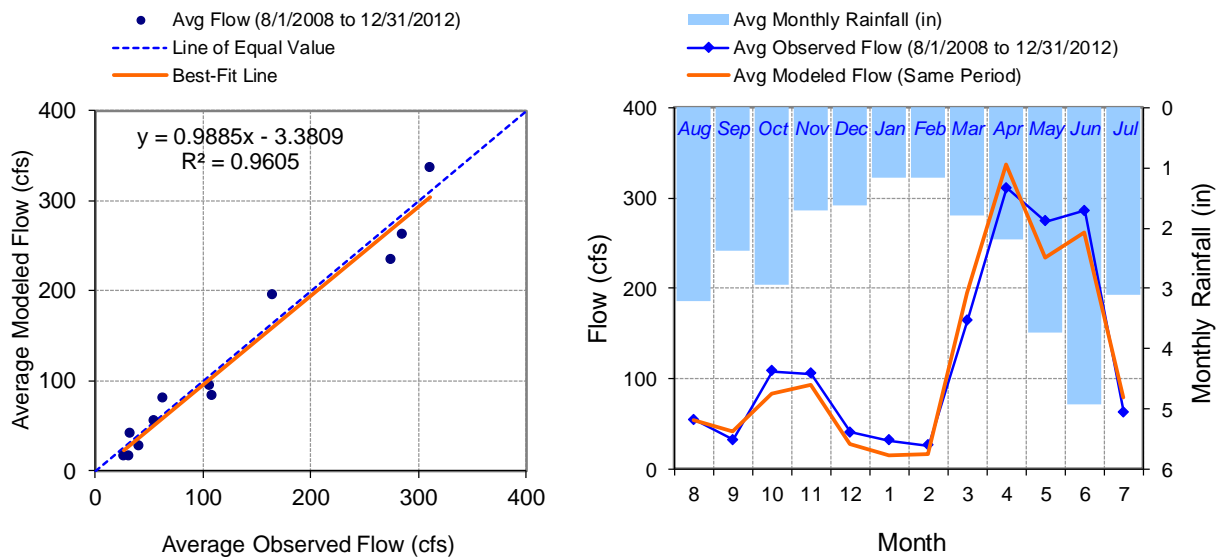 Avg Flow (8/1/2008 to 12/31/2012)
Line of Equal Value
Best-Fit Line
y = 0.9885x - 3.3809
R² = 0.9605
400
300
200
100
0
0 100 200 300 400
Average Modeled Flow (cfs)
Average Observed Flow (cfs)
Avg Monthly Rainfall (in)
Avg Observed Flow (8/1/2008 to 12/31/2012)
Avg Modeled Flow (Same Period)
Aug Sep Oct Nov Dec Jan Feb Mar Apr May Jun Jul
400
300
200
100
0
Flow (cfs)
0
1
2
3
4
5
6
Monthly Rainfall (in)
8 9 10 11 12 1 2 3 4 5 6 7
Month